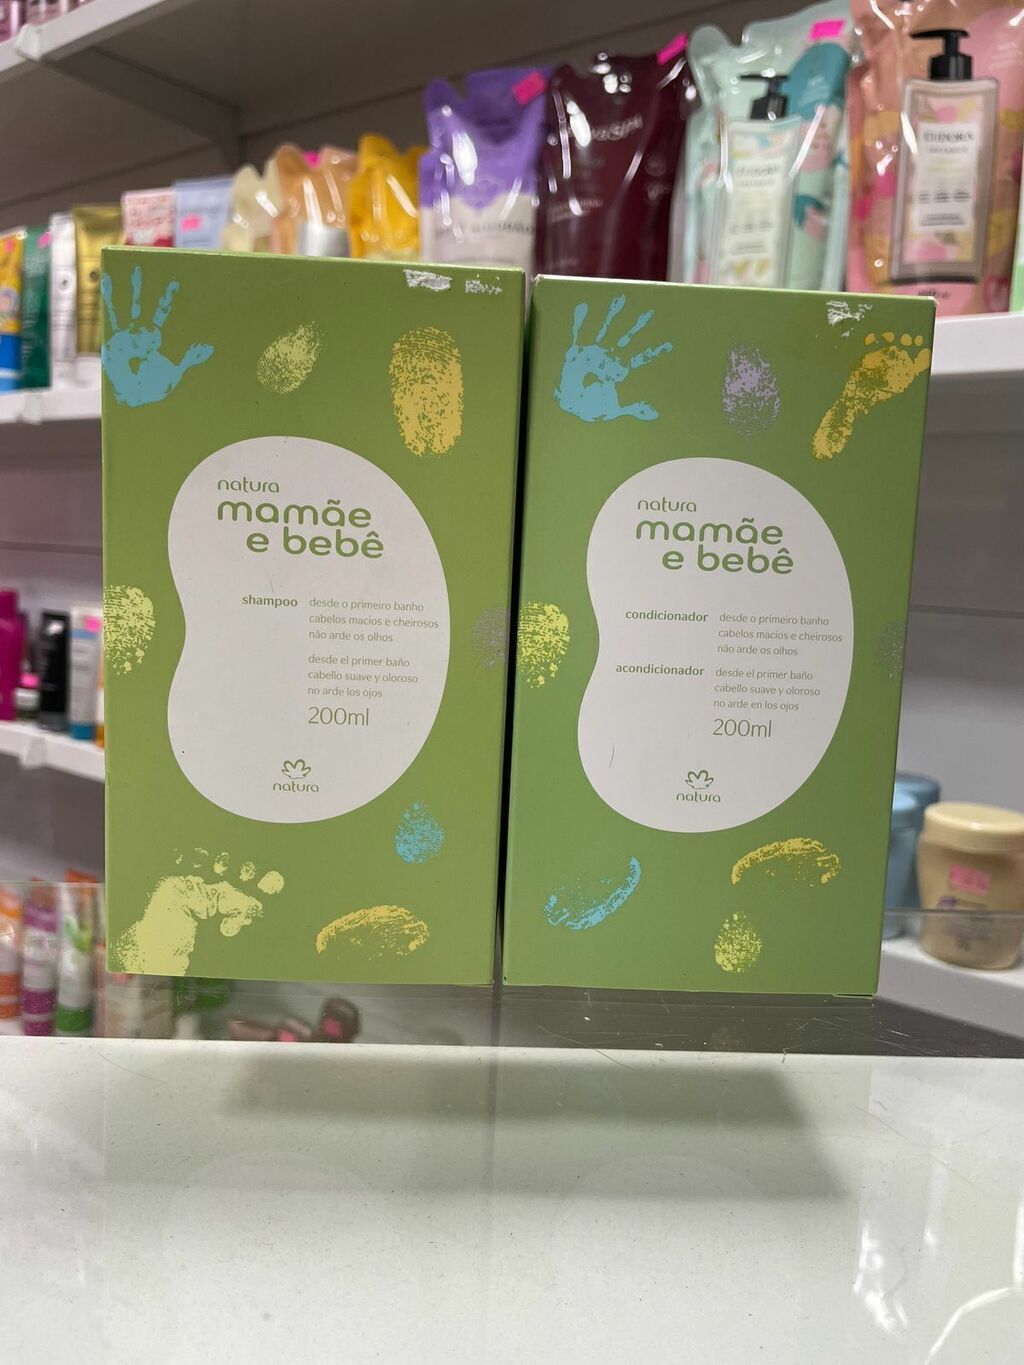 natura
mamãe
e bebê
shampoo
desde o primeiro banho
cabelos macios e cheirosos
não arde os olhos
desde el primer baño
cabello suave y oloroso
no arde los ojos
200ml
natura
natura
mamãe
e bebê
condicionador
desde o primeiro banho
cabelos macios e cheirosos
não arde os olhos
acondicionador
desde el primer baño
cabello suave y oloroso
no arde en los ojos
200ml
natura
EUDORA